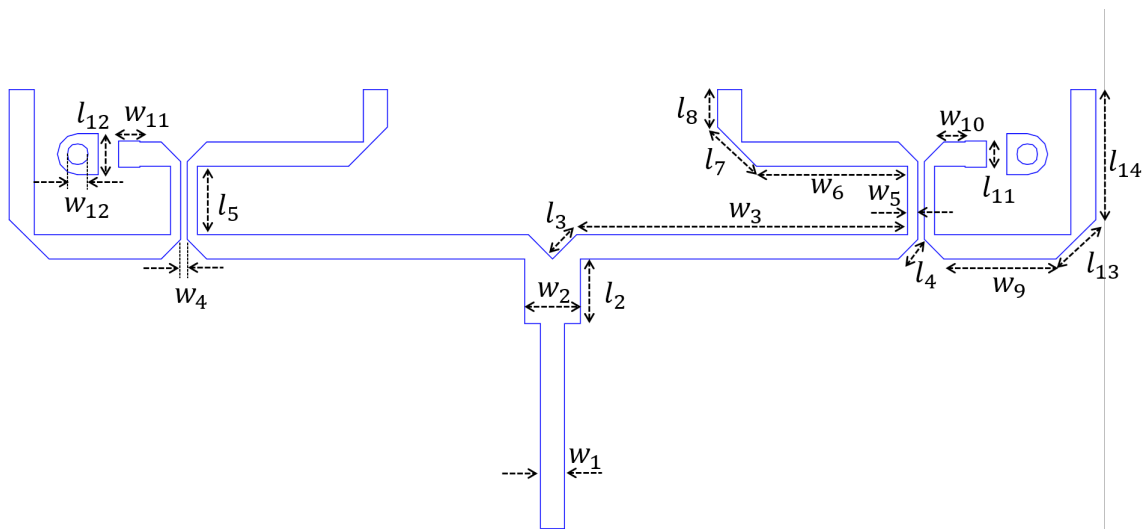 l₁₂ w₁₁ l₈ w₁₀
l₇ w₆ w₅ l₁₁ l₁₄
w₁₂ l₅ l₃ w₃
w₄ w₂ l₂ l₄ w₉ l₁₃
w₁